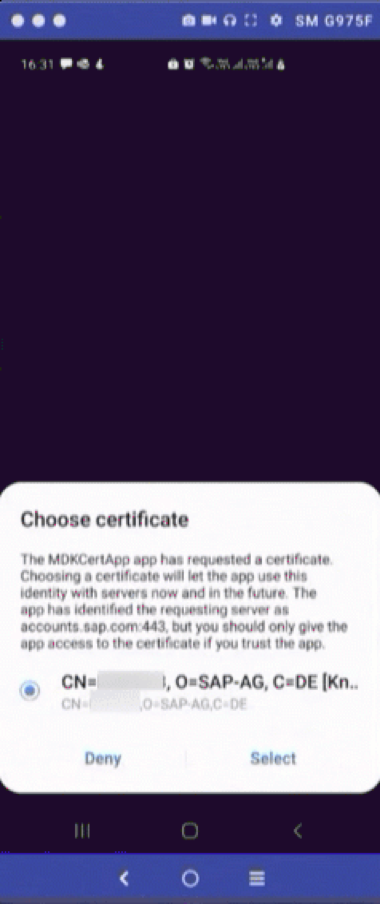 SM G975F
16:31
Choose certificate
The MDKCertApp app has requested a certificate.
Choosing a certificate will let the app use this
identity with servers now and in the future. The
app has identified the requesting server as
accounts.sap.com:443, but you should only give the
app access to the certificate if you trust the app.
CN= , O=SAP-AG, C=DE [Kn..
CN= ,O=SAP-AG,C=DE
Deny
Select